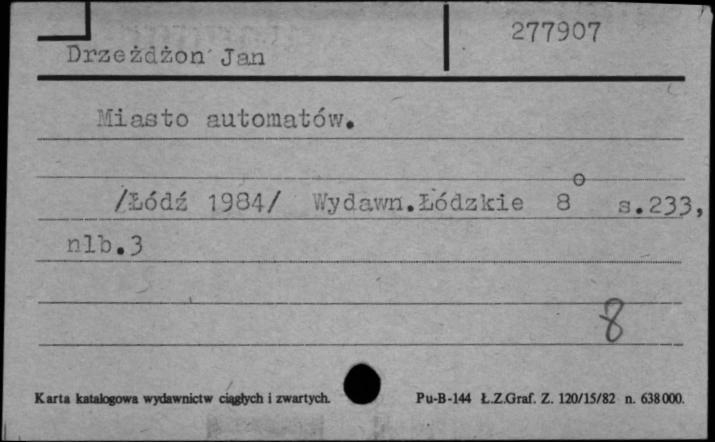 277907
Drzeżdżon Jan
Miasto automatów.
/Łódź 1984/ Wydawn.Łódzkie 8° s.233,
nlb.3
8
Karta katalogowa wydawnictw ciągłych i zwartych.
Pu-B-144 Ł.Z.Graf. Z. 120/15/82 n. 638000.